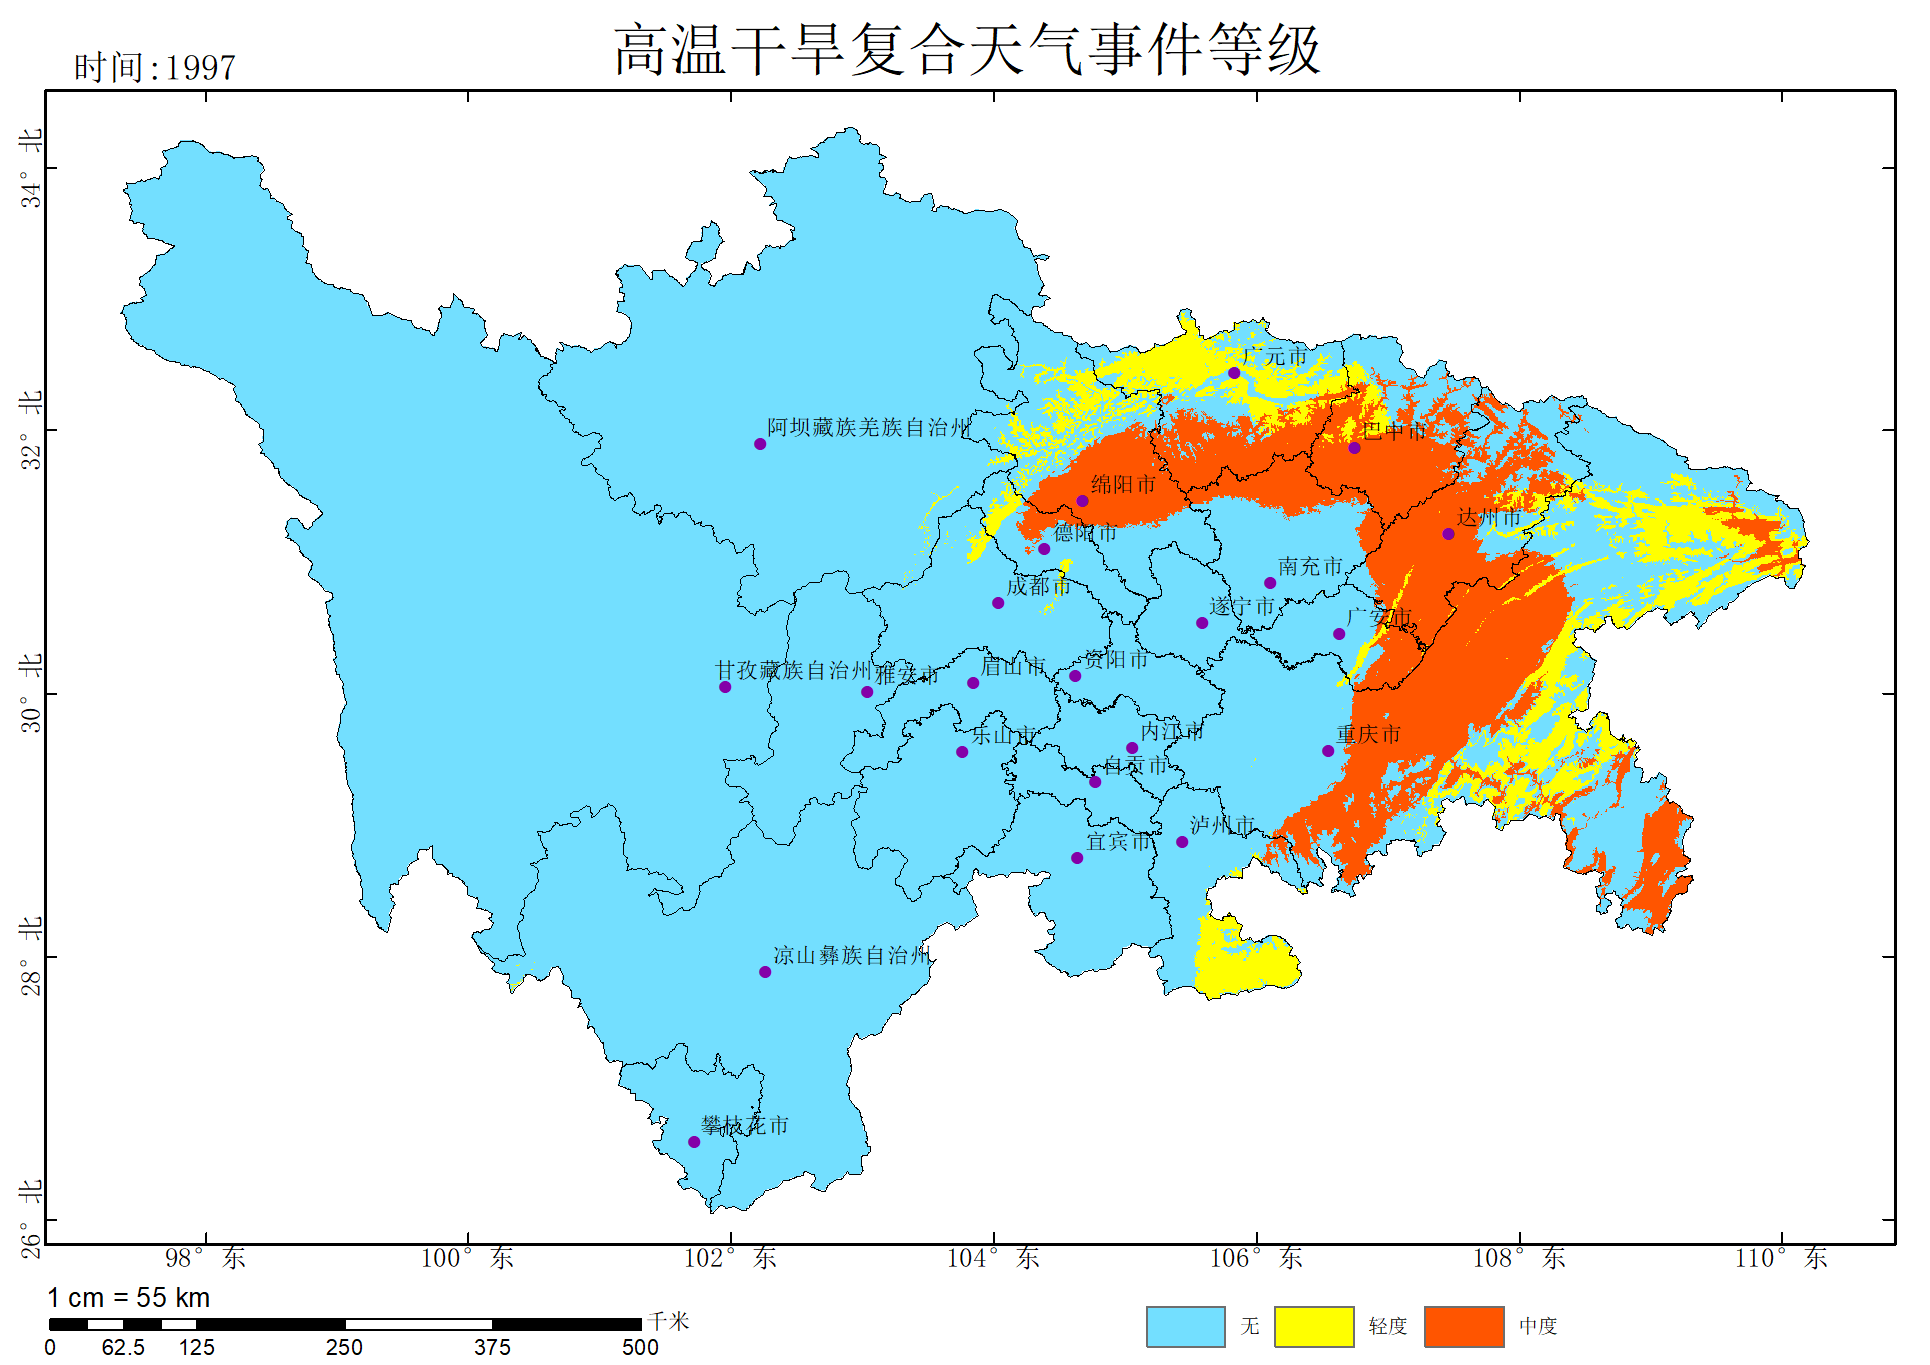 高温干旱复合天气事件等级
时间:1997
34° 北
32° 北
30° 北
28° 北
26° 北
广元市
阿坝藏族羌族自治州
巴中市
绵阳市
达州市
德阳市
南充市
成都市
遂宁市
广安市
甘孜藏族自治州
雅安市
眉山市
资阳市
乐山市
内江市
重庆市
自贡市
泸州市
宜宾市
凉山彝族自治州
攀枝花市
98° 东
100° 东
102° 东
104° 东
106° 东
108° 东
110° 东
1 cm = 55 km
千米
0 62.5 125 250 375 500
无 轻度 中度